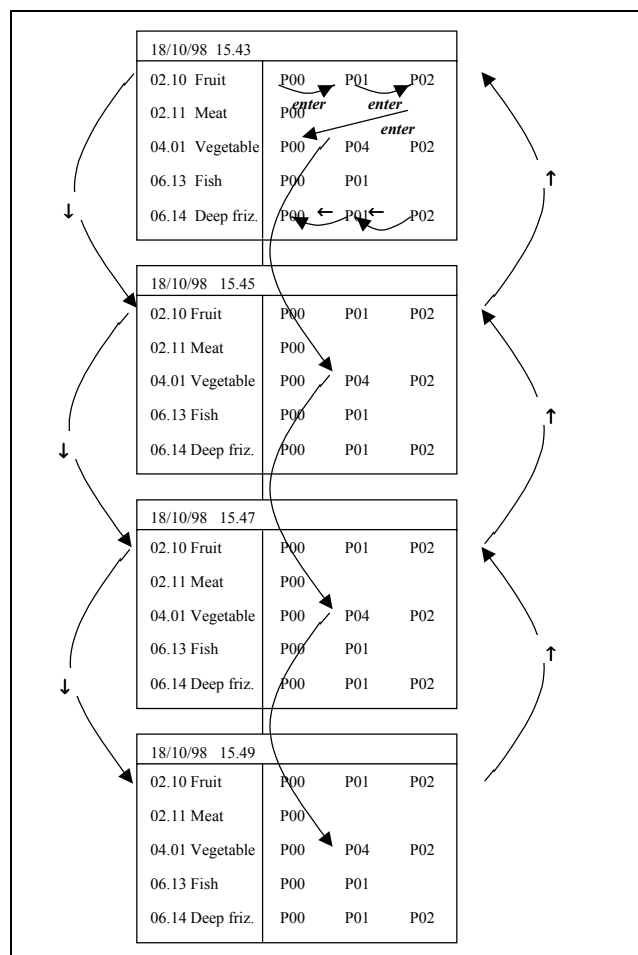 18/10/98 15.43
02.10 Fruit P00 P01 P02
enter enter
02.11 Meat P00
enter
04.01 Vegetable P00 P04 P02
06.13 Fish P00 P01
↓ ↑
← ←
06.14 Deep friz. P00 P01 P02
18/10/98 15.45
02.10 Fruit P00 P01 P02
02.11 Meat P00
04.01 Vegetable P00 P04 P02
06.13 Fish P00 P01
↓ ↑
06.14 Deep friz. P00 P01 P02
18/10/98 15.47
02.10 Fruit P00 P01 P02
02.11 Meat P00
04.01 Vegetable P00 P04 P02
06.13 Fish P00 P01
↓ ↑
06.14 Deep friz. P00 P01 P02
18/10/98 15.49
02.10 Fruit P00 P01 P02
02.11 Meat P00
04.01 Vegetable P00 P04 P02
06.13 Fish P00 P01
06.14 Deep friz. P00 P01 P02